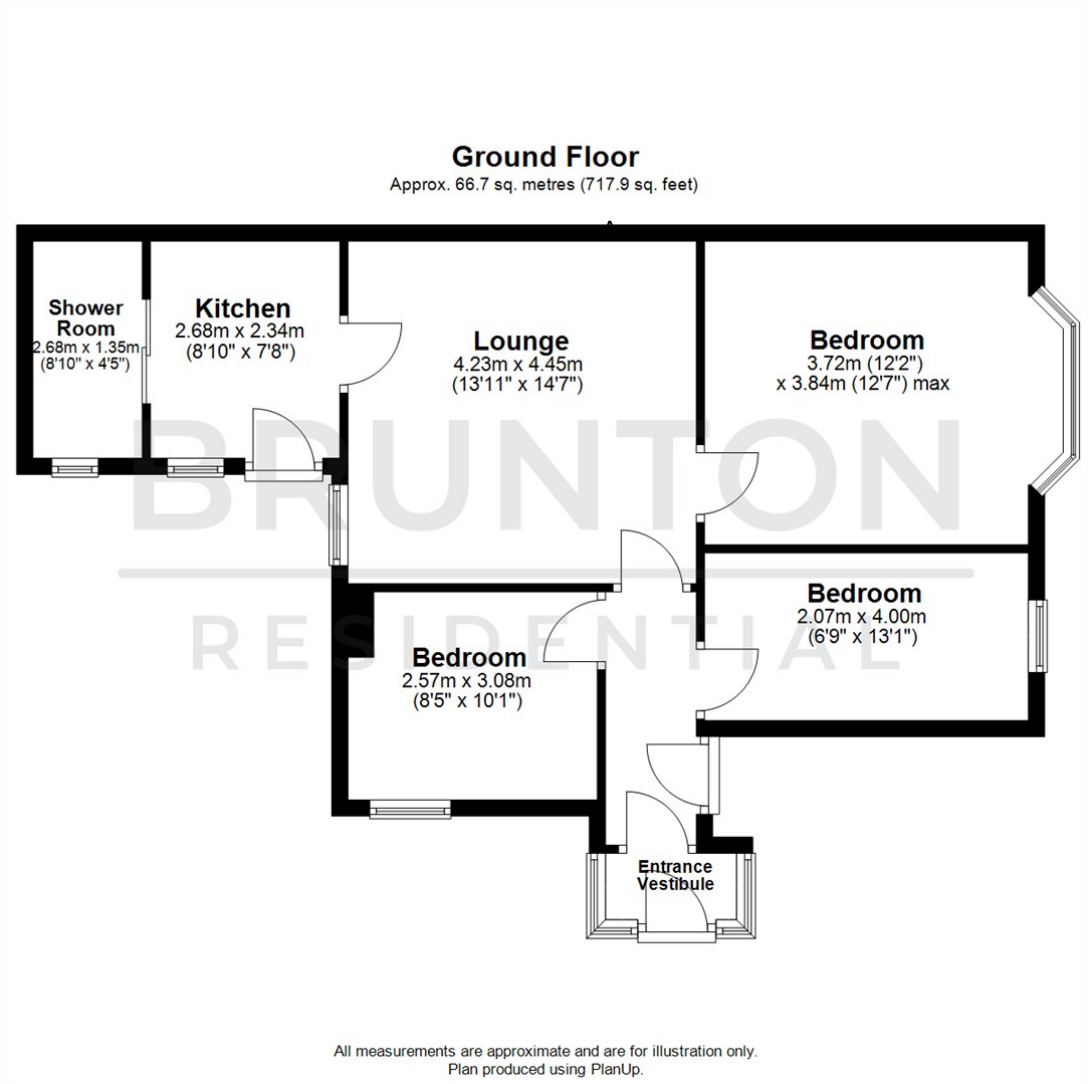 Ground Floor
Approx. 66.7 sq. metres (717.9 sq. feet)
Shower
Room
2.68m x 1.35m
(8'10" x 4'5")
Kitchen
2.68m x 2.34m
(8'10" x 7'8")
Lounge
4.23m x 4.45m
(13'11" x 14'7")
Bedroom
3.72m (12'2")
x 3.84m (12'7") max
BRUNTON
RESIDENTIAL
Bedroom
2.07m x 4.00m
(6'9" x 13'1")
Bedroom
2.57m x 3.08m
(8'5" x 10'1")
Entrance
Vestibule
All measurements are approximate and are for illustration only.
Plan produced using PlanUp.